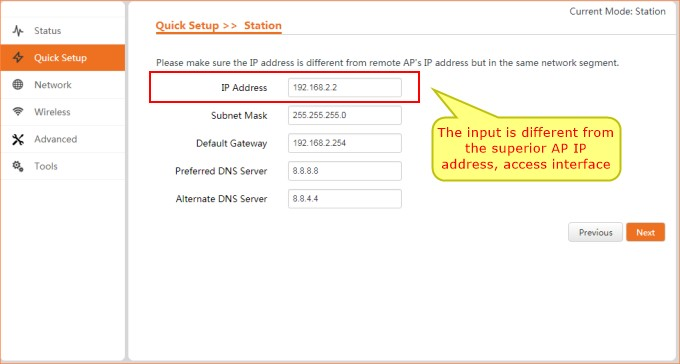 Current Mode: Station
Status
Quick Setup
Network
Wireless
Advanced
Tools
Quick Setup >> Station
Please make sure the IP address is different from remote AP's IP address but in the same network segment.
IP Address 192.168.2.2
Subnet Mask 255.255.255.0
Default Gateway 192.168.2.254
Preferred DNS Server 8.8.8.8
Alternate DNS Server 8.8.4.4
The input is different from
the superior AP IP
address, access interface
Previous Next